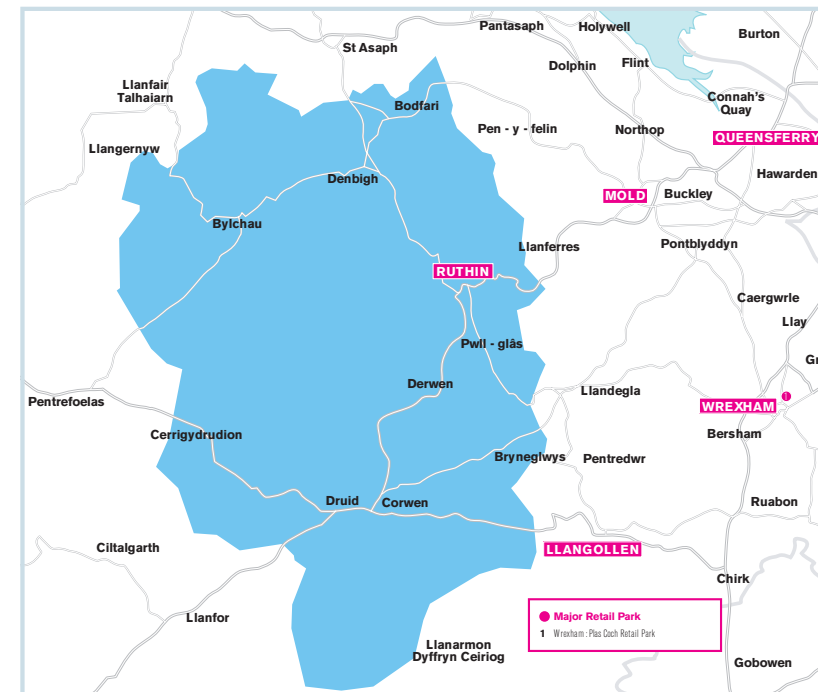 Pantasaph
Holywell
Burton
St Asaph
Dolphin
Flint
Llanfair
Talhaiarn
Bodfari
Connah's
Quay
Pen - y - felin
Northop
QUEENSFERRY
Llangernyw
Denbigh
Hawarden
MOLD
Buckley
Bylchau
Llanferres
Pontblyddyn
RUTHIN
Caergwrle
Llay
Pwll - glâs
Gr
Derwen
Llandegla
Pentrefoelas
WREXHAM
1
Cerrigydrudion
Bersham
Bryneglwys
Pentredwr
Druid
Corwen
Ruabon
Ciltalgarth
LLANGOLLEN
Chirk
Llanfor
Major Retail Park
1 Wrexham : Plas Coch Retail Park
Llanarmon
Dyffryn Ceiriog
Gobowen